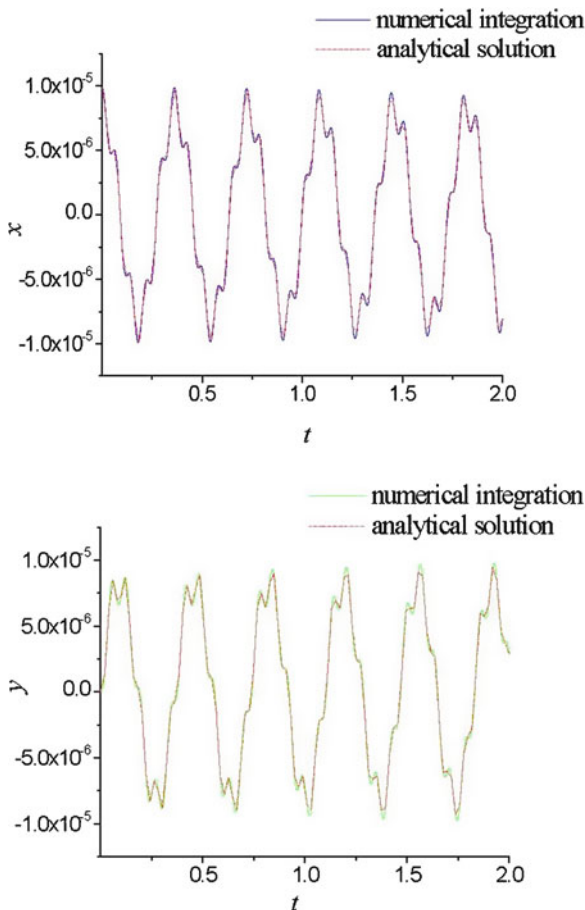 numerical integration
analytical solution
1.0x10⁻⁵
5.0x10⁻⁶
0.0
-5.0x10⁻⁶
-1.0x10⁻⁵
x
0.5 1.0 1.5 2.0
t
numerical integration
analytical solution
1.0x10⁻⁵
5.0x10⁻⁶
0.0
-5.0x10⁻⁶
-1.0x10⁻⁵
y
0.5 1.0 1.5 2.0
t